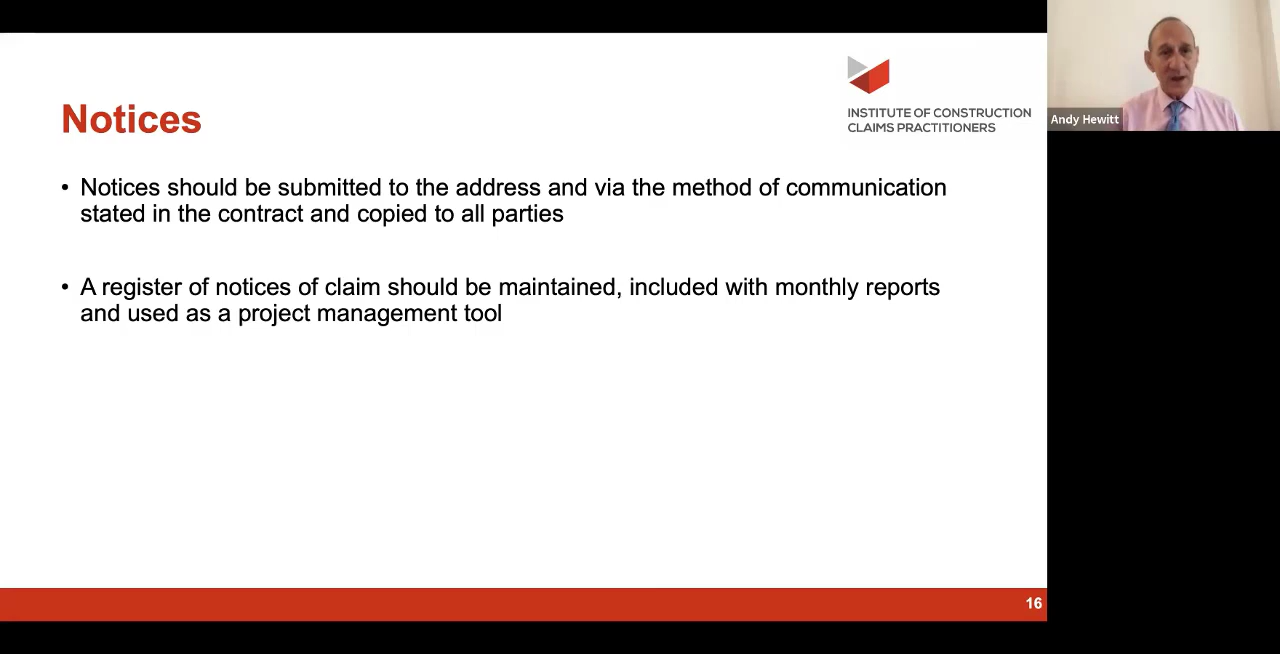 Notices
INSTITUTE OF CONSTRUCTION
CLAIMS PRACTITIONERS
Andy Hewitt
• Notices should be submitted to the address and via the method of communication
stated in the contract and copied to all parties
• A register of notices of claim should be maintained, included with monthly reports
and used as a project management tool
16